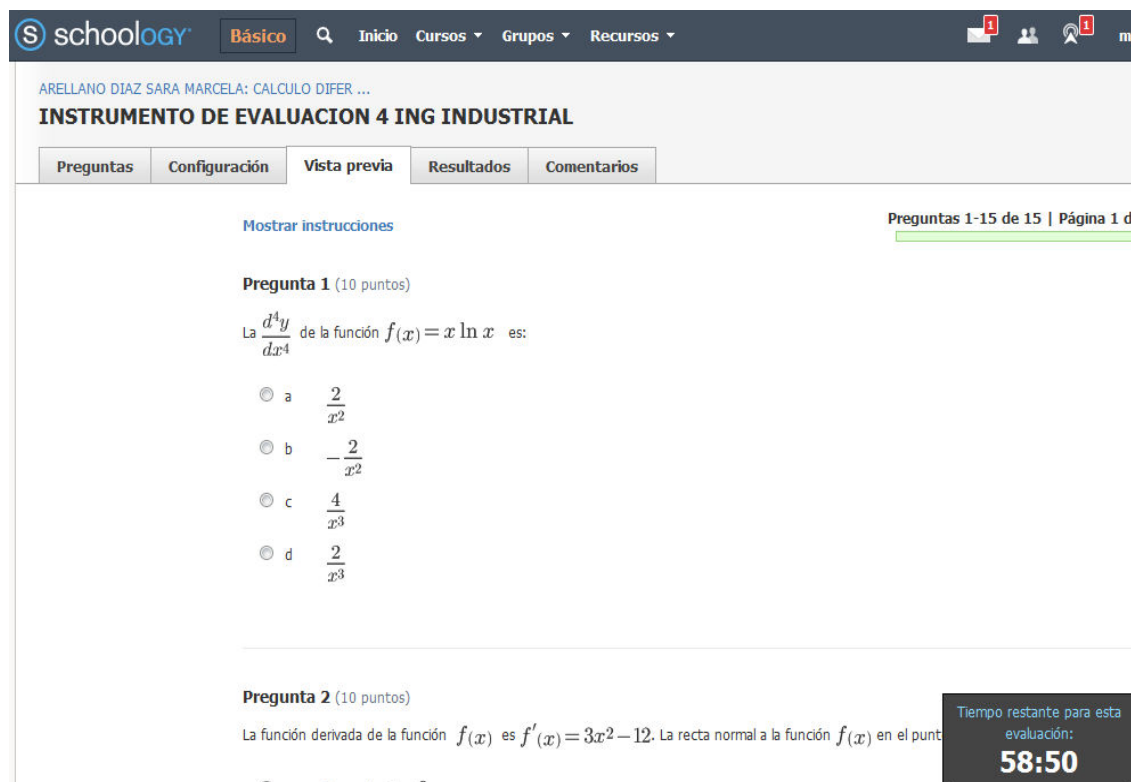 schoology Básico Inicio Cursos Grupos Recursos 1 1 m
ARELLANO DIAZ SARA MARCELA: CALCULO DIFER ...
INSTRUMENTO DE EVALUACION 4 ING INDUSTRIAL
Preguntas Configuración Vista previa Resultados Comentarios
Mostrar instrucciones
Preguntas 1-15 de 15 | Página 1 d
Pregunta 1 (10 puntos)
La d⁴y/dx⁴ de la función f(x) = x ln x es:
a 2/x²
b -2/x²
c 4/x³
d 2/x³
Pregunta 2 (10 puntos)
La función derivada de la función f(x) es f′(x) = 3x² − 12. La recta normal a la función f(x) en el punt
Tiempo restante para esta
evaluación:
58:50